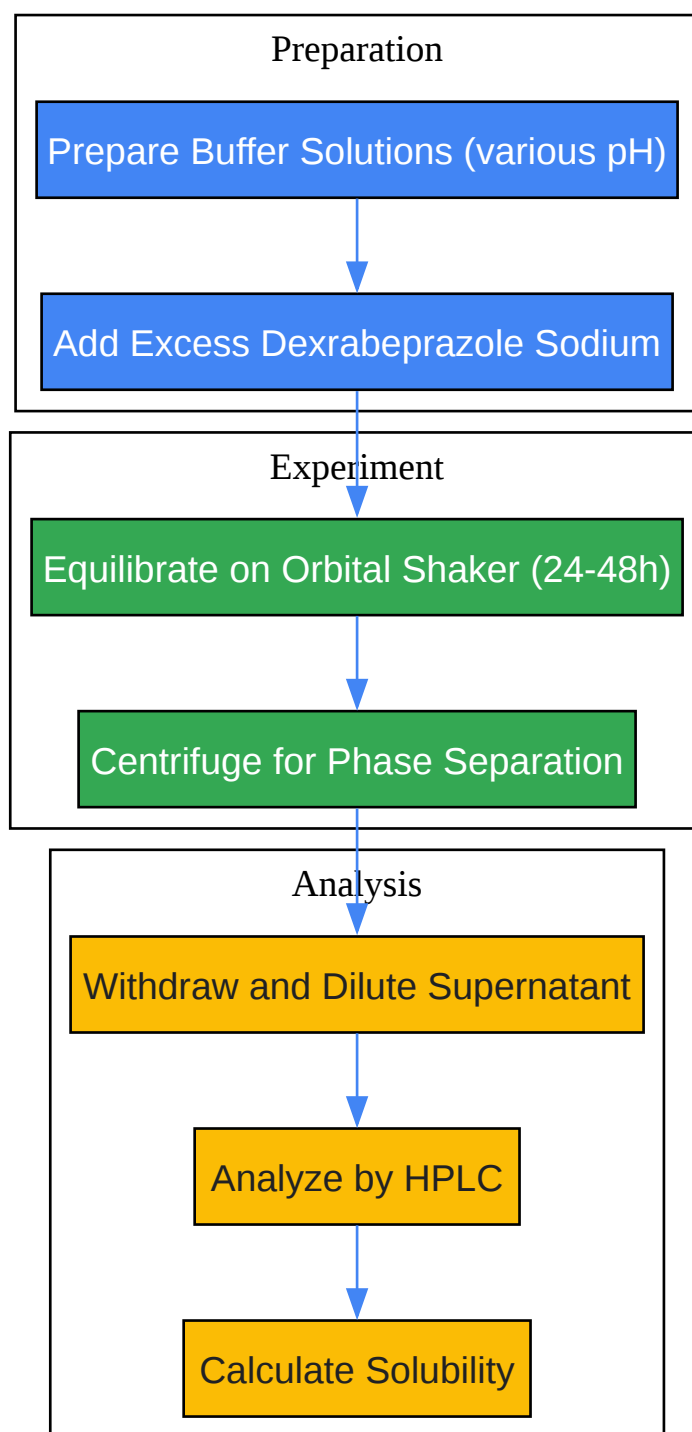 Preparation
Prepare Buffer Solutions (various pH)
Add Excess Dexrabeprazole Sodium
Experiment
Equilibrate on Orbital Shaker (24-48h)
Centrifuge for Phase Separation
Analysis
Withdraw and Dilute Supernatant
Analyze by HPLC
Calculate Solubility